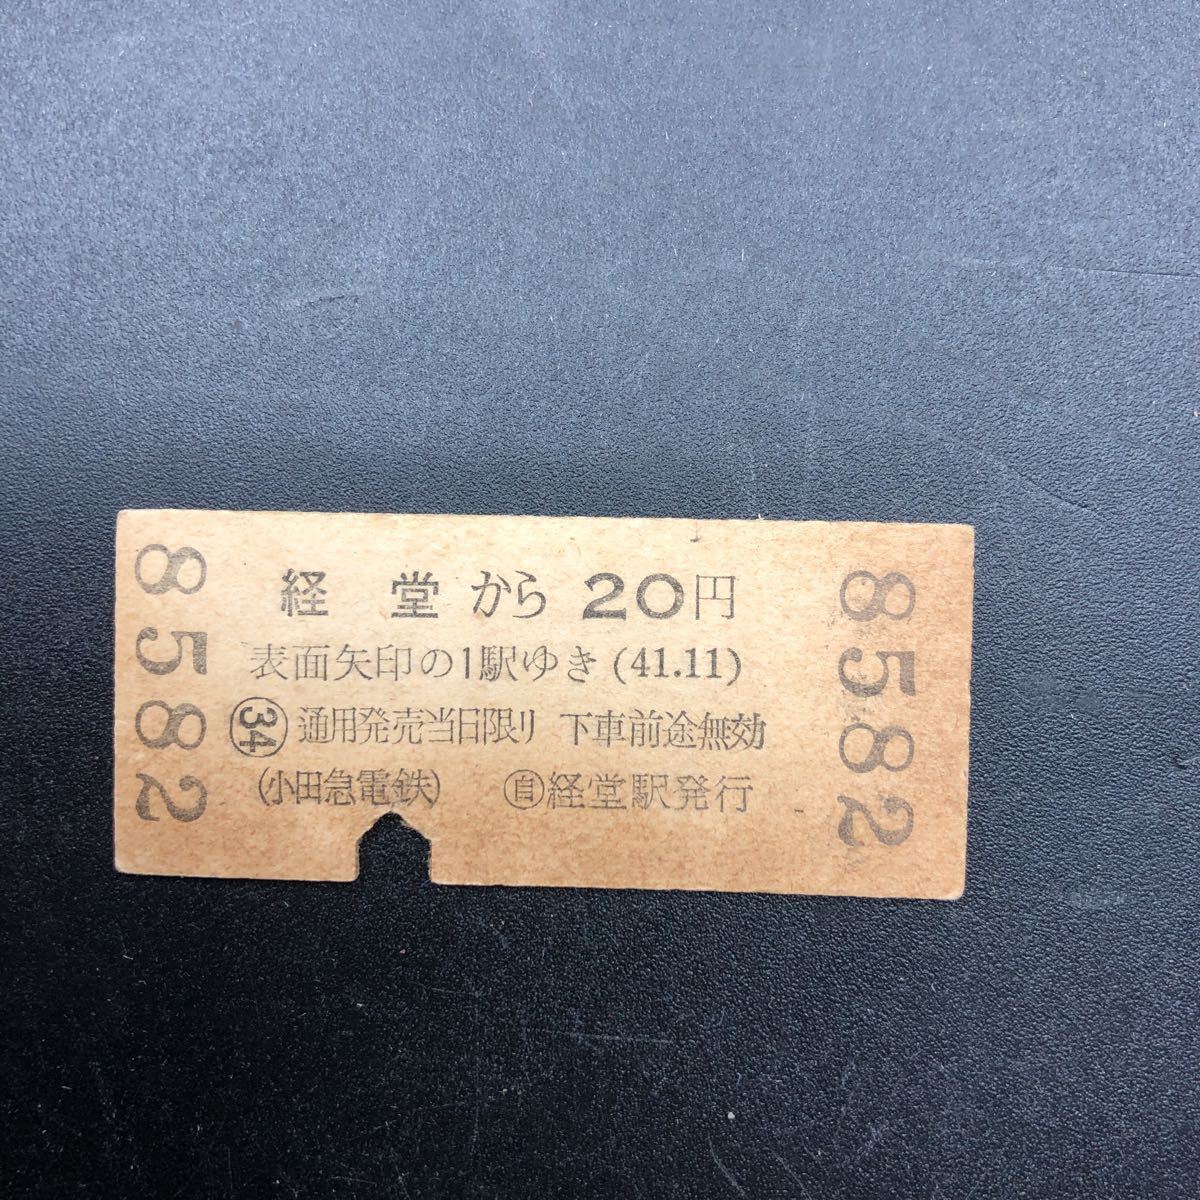 8582
経 堂 から 20円
表面矢印の1駅ゆき (41.11)
34 通用発売当日限リ 下車前途無効
(小田急電鉄) 自 経堂駅発行
8582